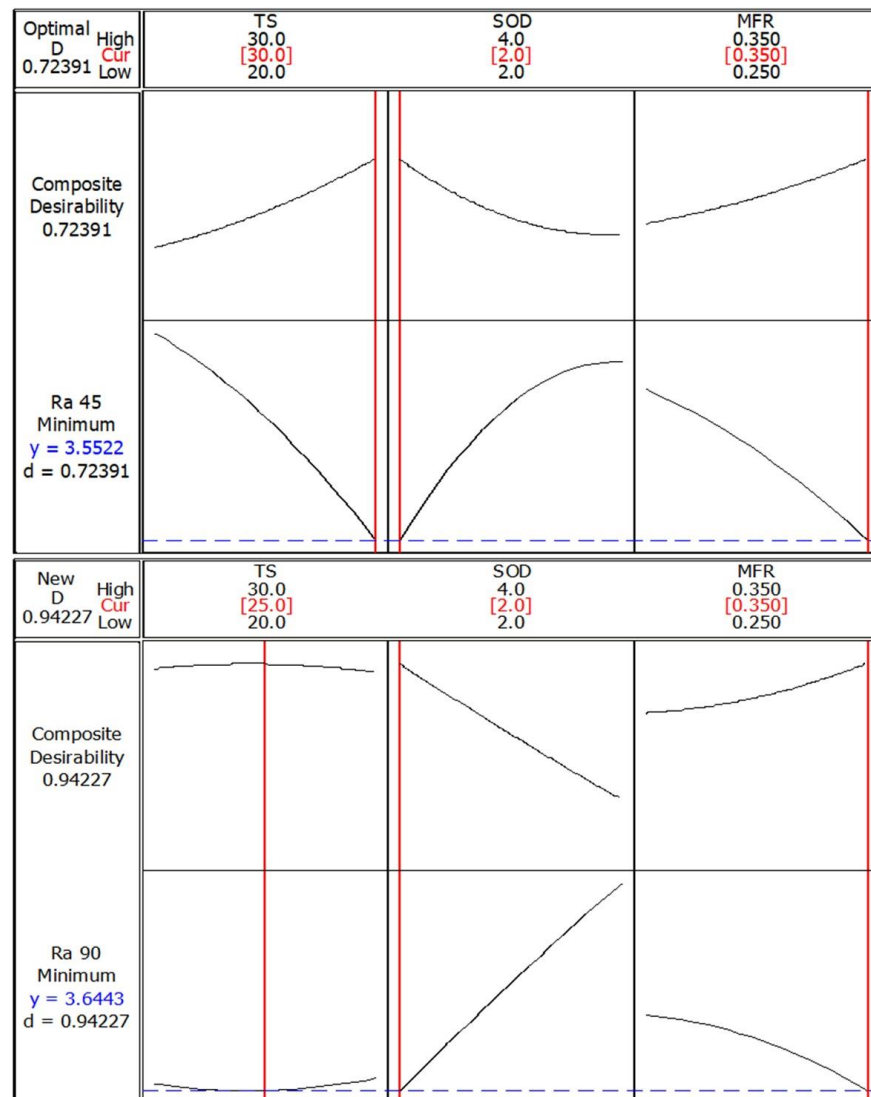 Optimal
D
0.72391
High
Cur
Low
TS
30.0
[30.0]
20.0
SOD
4.0
[2.0]
2.0
MFR
0.350
[0.350]
0.250
Composite
Desirability
0.72391
Ra 45
Minimum
y = 3.5522
d = 0.72391
New
D
0.94227
High
Cur
Low
TS
30.0
[25.0]
20.0
SOD
4.0
[2.0]
2.0
MFR
0.350
[0.350]
0.250
Composite
Desirability
0.94227
Ra 90
Minimum
y = 3.6443
d = 0.94227